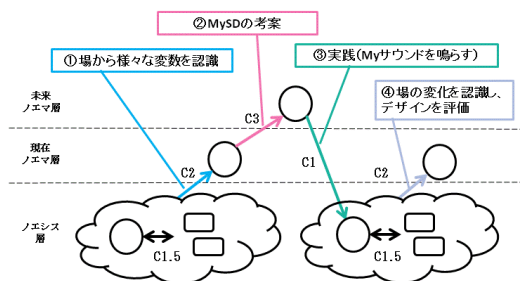 ②MySDの考案
①場から様々な変数を認識
③実践(Myサウンドを鳴らす)
④場の変化を認識し、
デザインを評価
未来
ノエマ層
C3
現在
ノエマ層
C2
C1
C2
ノエシス
層
C1.5
C1.5